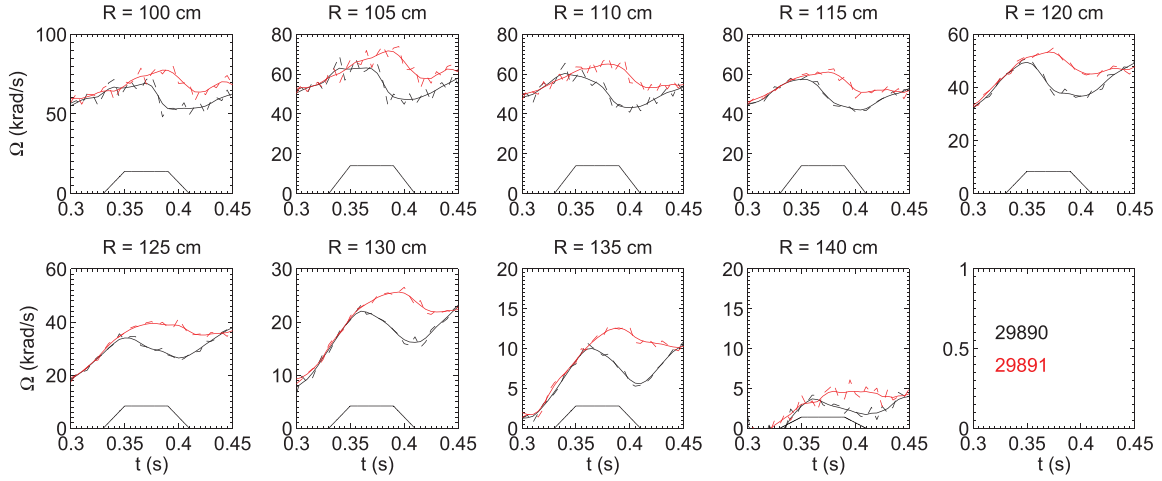 R = 100 cm R = 105 cm R = 110 cm R = 115 cm R = 120 cm
100 80 80 80 60
60 60 60
40
50 40 40 40
20
20 20 20
0 0 0 0 0
0.3 0.35 0.4 0.45 0.3 0.35 0.4 0.45 0.3 0.35 0.4 0.45 0.3 0.35 0.4 0.45 0.3 0.35 0.4 0.45
Ω (krad/s)
R = 125 cm R = 130 cm R = 135 cm R = 140 cm
60 30 20 20 1
15 15
40 20
10 10 0.5
20 10
5 5
0 0 0 0 0
0.3 0.35 0.4 0.45 0.3 0.35 0.4 0.45 0.3 0.35 0.4 0.45 0.3 0.35 0.4 0.45 0.3 0.35 0.4 0.45
Ω (krad/s)
t (s) t (s) t (s) t (s)
29890
29891